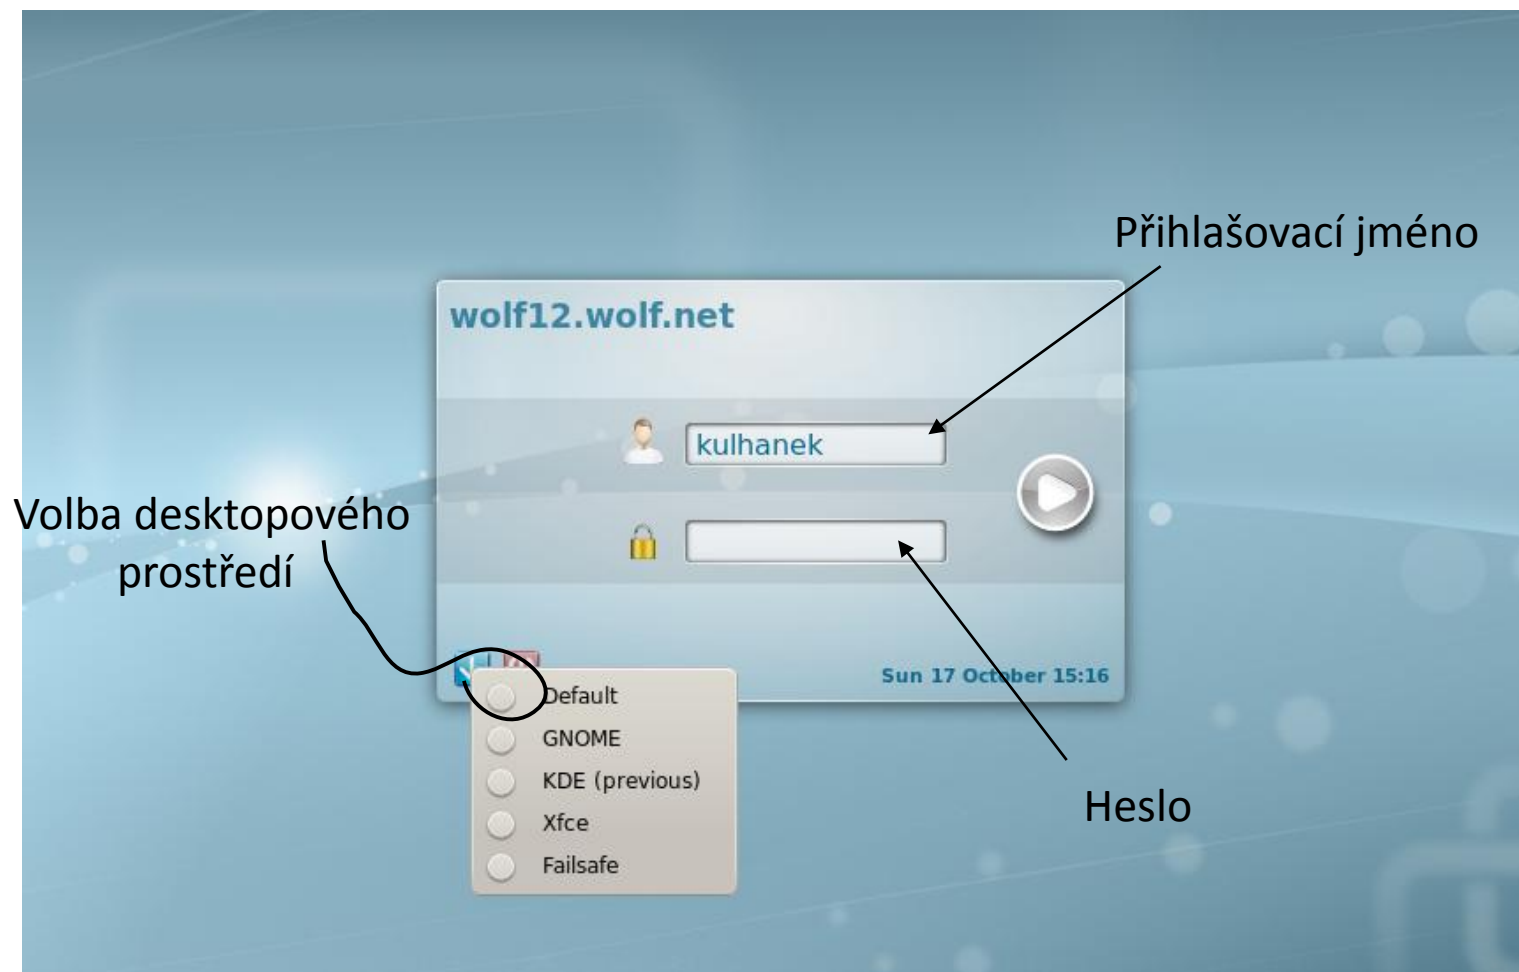 Přihlašovací jméno
wolf12.wolf.net
kulhanek
Volba desktopového
prostředí
Sun 17 October 15:16
Default
GNOME
KDE (previous)
Xfce
Failsafe
Heslo